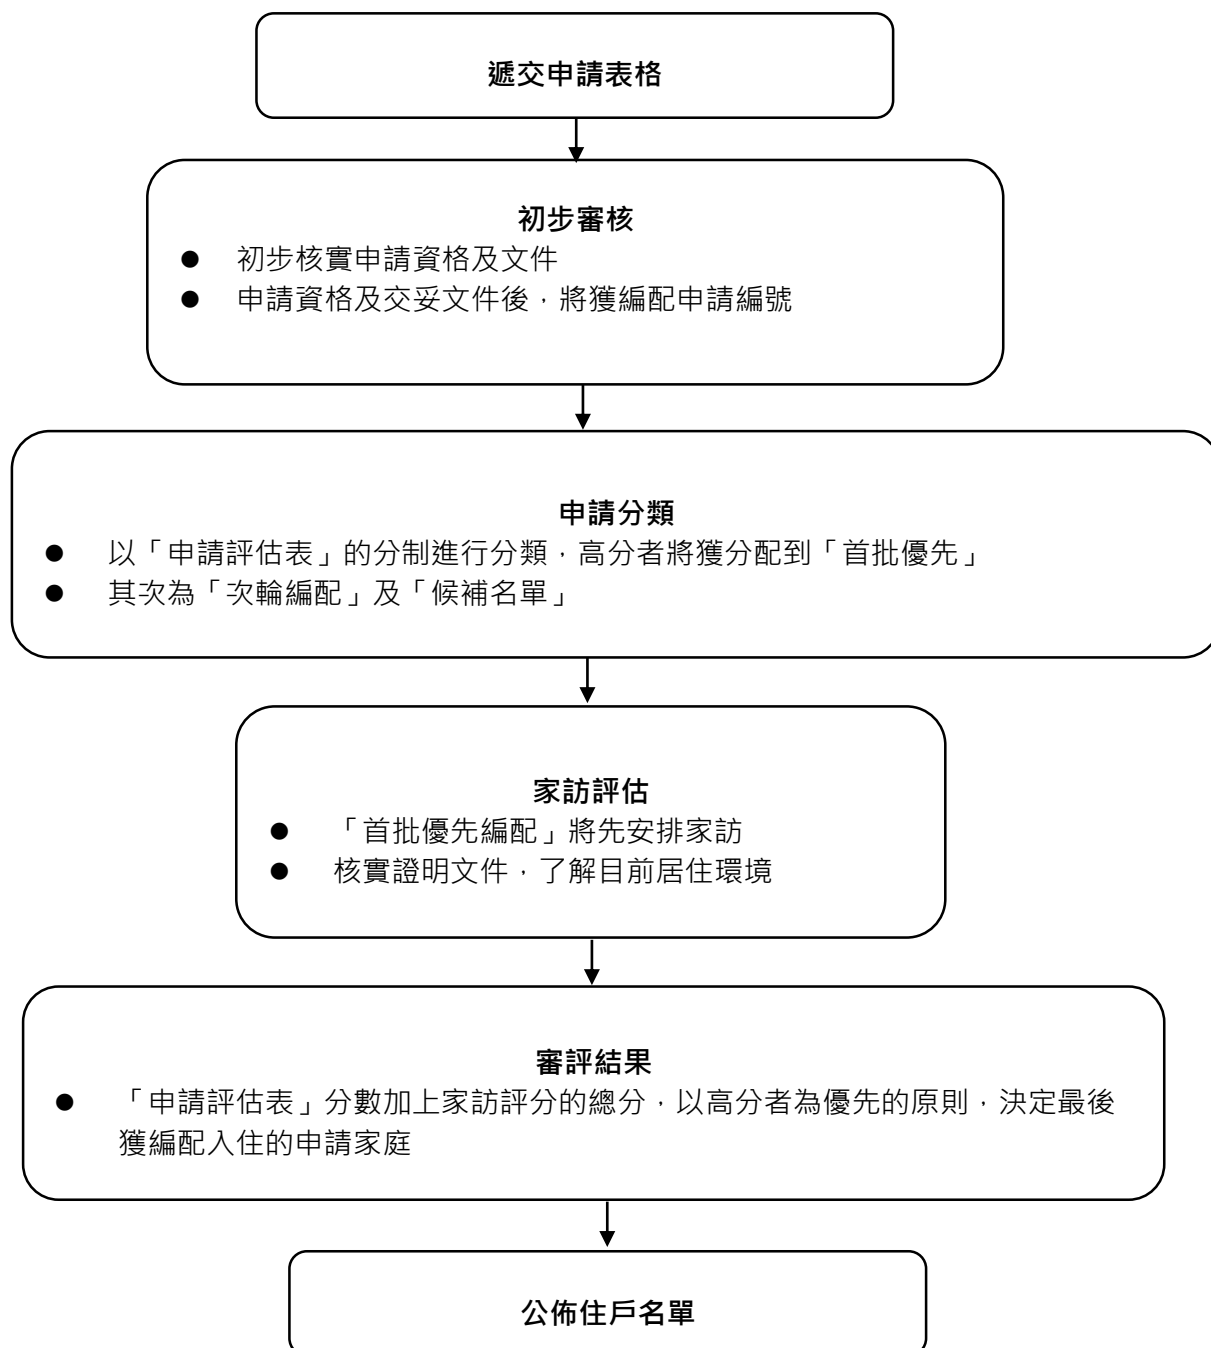 遞交申請表格
初步審核
● 初步核實申請資格及文件
● 申請資格及交妥文件後，將獲編配申請編號
申請分類
● 以「申請評估表」的分制進行分類，高分者將獲分配到「首批優先」
● 其次為「次輪編配」及「候補名單」
家訪評估
● 「首批優先編配」將先安排家訪
● 核實證明文件，了解目前居住環境
審評結果
● 「申請評估表」分數加上家訪評分的總分，以高分者為優先的原則，決定最後
獲編配入住的申請家庭
公佈住戶名單